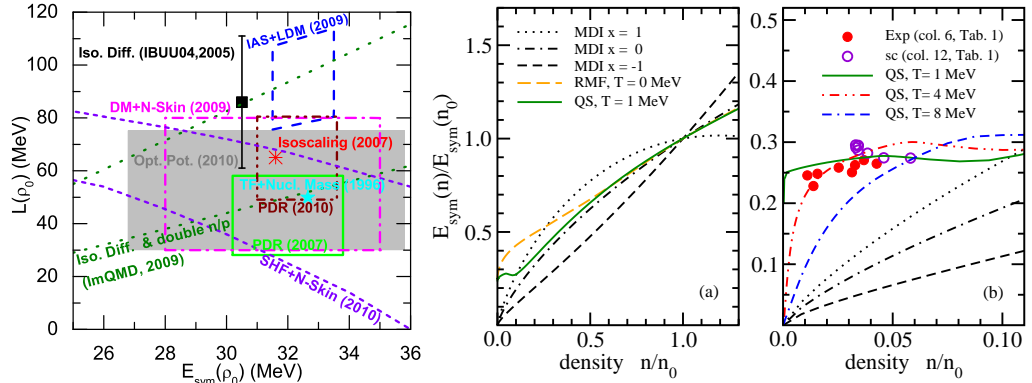 120
100
80
60
40
20
0
L(ρ₀) (MeV)
26
28
30
32
34
36
E_sym(ρ₀) (MeV)
IAS+LDM (2009)
Iso. Diff. (IBUU04,2005)
DM+N-Skin (2009)
Isoscaling (2007)
Opt. Pot. (2010)
TF+Nucl. Mass (1996)
PDR (2010)
Iso. Diff. & double n/p
(ImQMD, 2009)
PDR (2007)
SHF+N-Skin (2010)
E_sym(n)/E_sym(n₀)
1.5
1.0
0.5
MDI x = 1
MDI x = 0
MDI x = -1
RMF, T = 0 MeV
QS, T = 1 MeV
(a)
0.0
0.5
1.0
density n/n₀
0.5
0.4
0.3
0.2
0.1
Exp (col. 6, Tab. 1)
sc (col. 12, Tab. 1)
QS, T= 1 MeV
QS, T= 4 MeV
QS, T= 8 MeV
(b)
0
0.05
0.10
density n/n₀